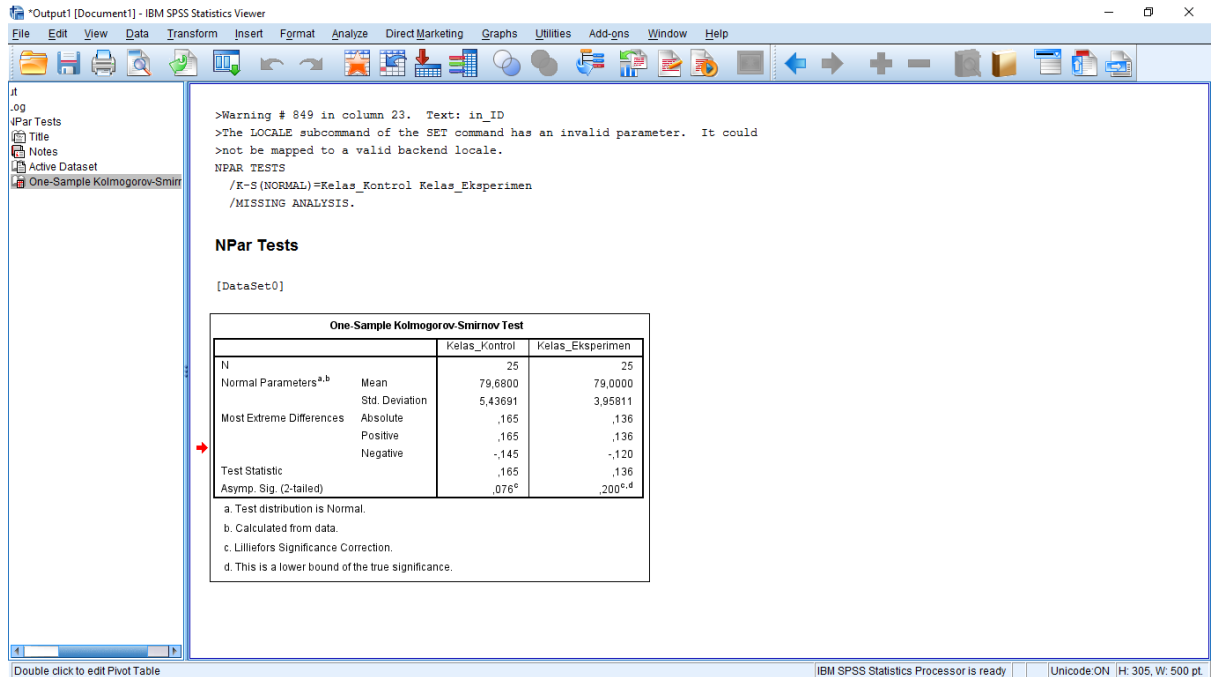 *Output1 [Document1] - IBM SPSS Statistics Viewer
File Edit View Data Transform Insert Format Analyze Direct Marketing Graphs Utilities Add-ons Window Help
ut
.og
NPar Tests
Title
Notes
Active Dataset
One-Sample Kolmogorov-Smirr
>Warning # 849 in column 23.  Text: in_ID
>The LOCALE subcommand of the SET command has an invalid parameter.  It could
>not be mapped to a valid backend locale.
NPAR TESTS
/K-S(NORMAL)=Kelas_Kontrol Kelas_Eksperimen
/MISSING ANALYSIS.
NPar Tests
[DataSet0]
One-Sample Kolmogorov-Smirnov Test
Kelas_Kontrol Kelas_Eksperimen
N 25 25
Normal Parameters a,b Mean 79,6800 79,0000
Std. Deviation 5,43691 3,95811
Most Extreme Differences Absolute ,165 ,136
Positive ,165 ,136
Negative -,145 -,120
Test Statistic ,165 ,136
Asymp. Sig. (2-tailed) ,076c ,200c,d
a. Test distribution is Normal.
b. Calculated from data.
c. Lilliefors Significance Correction.
d. This is a lower bound of the true significance.
Double click to edit Pivot Table IBM SPSS Statistics Processor is ready Unicode:ON H: 305, W: 500 pt.